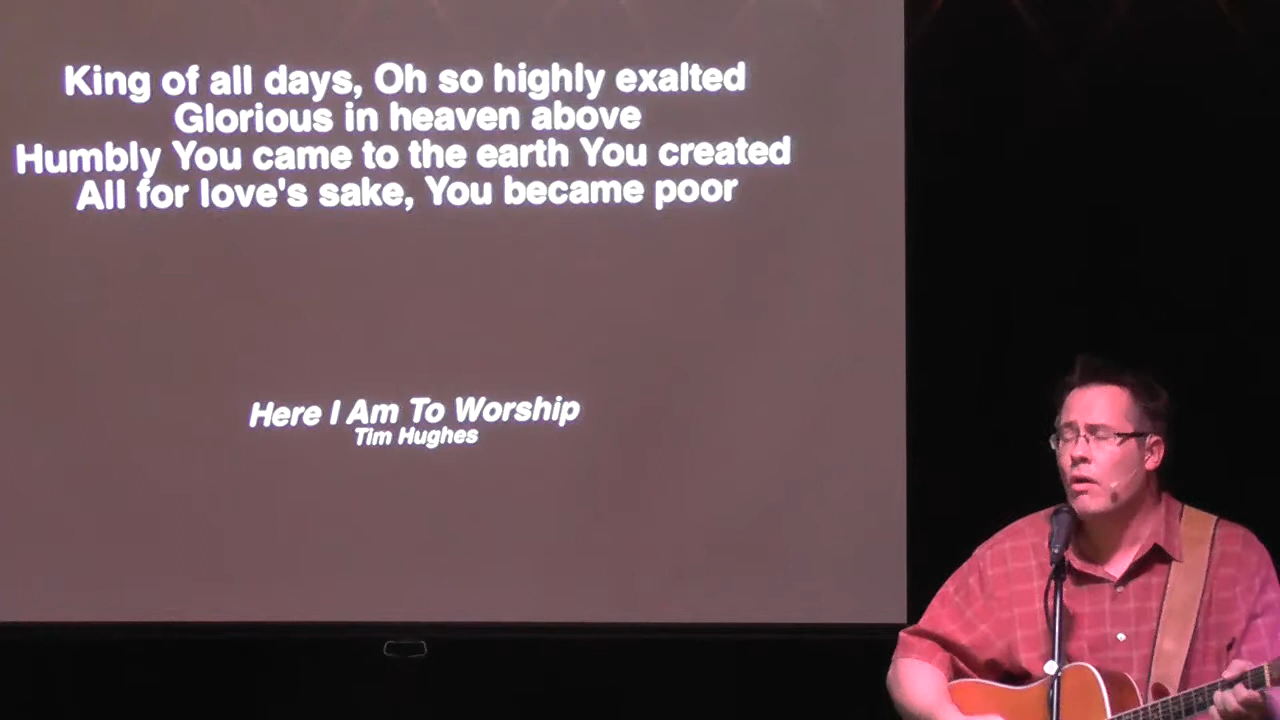 King of all days, Oh so highly exalted
Glorious in heaven above
Humbly You came to the earth You created
All for love's sake, You became poor
Here I Am To Worship
Tim Hughes